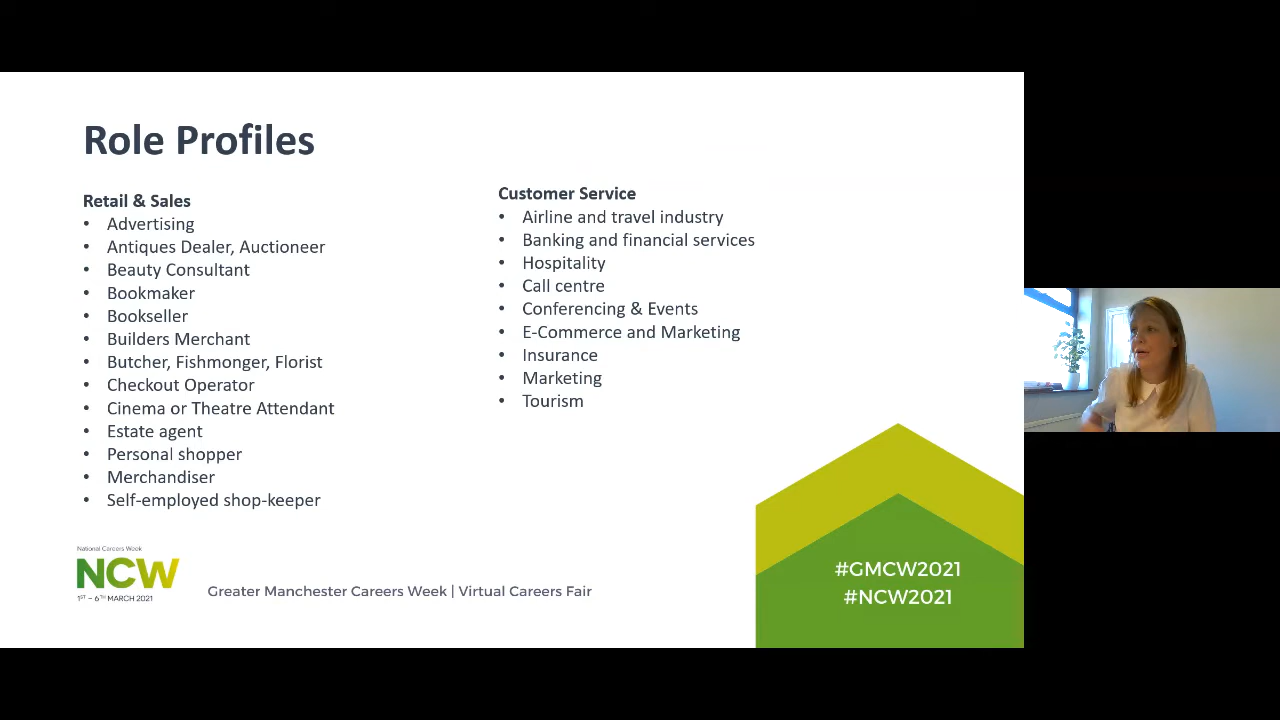 Role Profiles
Retail & Sales
• Advertising
• Antiques Dealer, Auctioneer
• Beauty Consultant
• Bookmaker
• Bookseller
• Builders Merchant
• Butcher, Fishmonger, Florist
• Checkout Operator
• Cinema or Theatre Attendant
• Estate agent
• Personal shopper
• Merchandiser
• Self-employed shop-keeper
Customer Service
• Airline and travel industry
• Banking and financial services
• Hospitality
• Call centre
• Conferencing & Events
• E-Commerce and Marketing
• Insurance
• Marketing
• Tourism
National Careers Week
NCW
1ST – 6TH MARCH 2021
Greater Manchester Careers Week | Virtual Careers Fair
#GMCW2021
#NCW2021